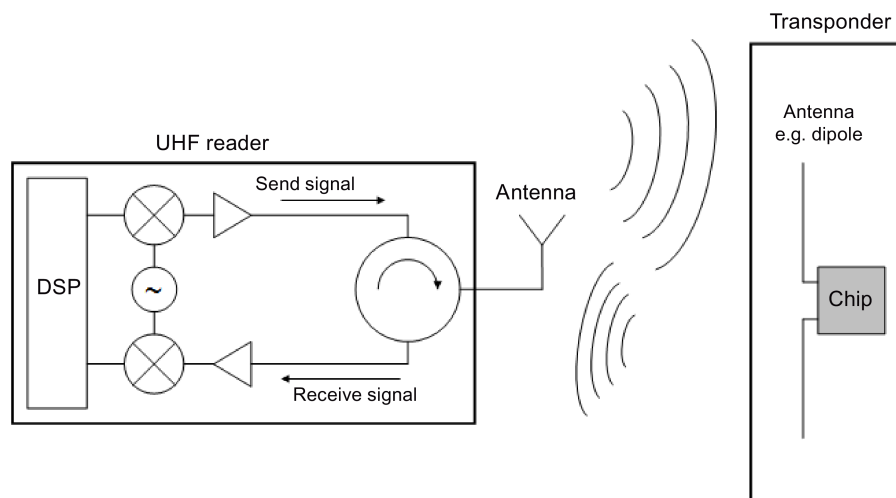 Transponder
Antenna
e.g. dipole
UHF reader
Send signal
Antenna
DSP
~
Chip
Receive signal